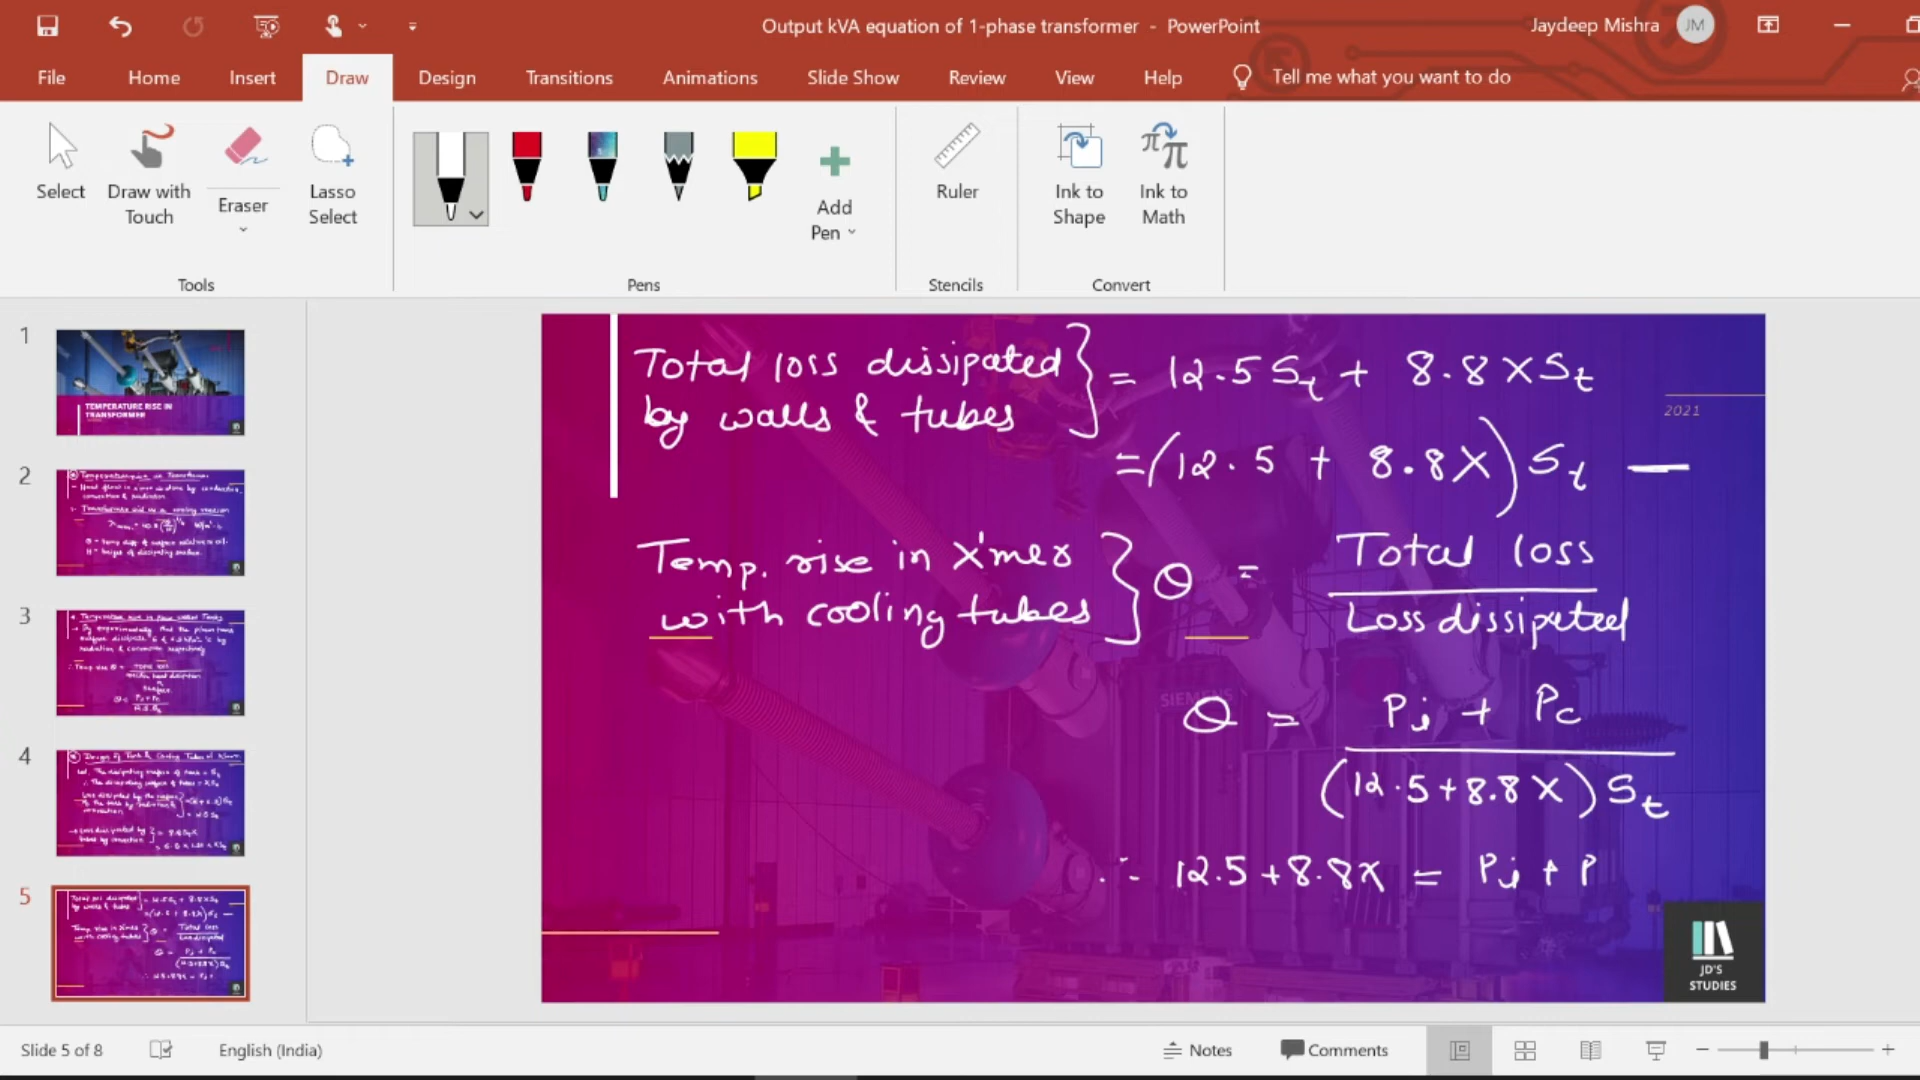 Output kVA equation of 1-phase transformer - PowerPoint
Jaydeep Mishra JM
File Home Insert Draw Design Transitions Animations Slide Show Review View Help Tell me what you want to do
Select
Draw with Touch
Eraser
Lasso Select
Add Pen
Ruler
Ink to Shape
Ink to Math
Tools Pens Stencils Convert
1
TEMPERATURE RISE IN
TRANSFORMER
2
3
4
5
Total loss dissipated } = 12.5 St + 8.8 X St
by walls & tubes
= (12.5 + 8.8X) St —
2021
Temp. rise in X'mer } θ = Total loss
with cooling tubes Loss dissipated
SIEMENS
θ = Pi + Pc
(12.5+8.8X) St
∴ 12.5+8.8X = Pi + P
JD'S
STUDIES
Slide 5 of 8 English (India) Notes Comments